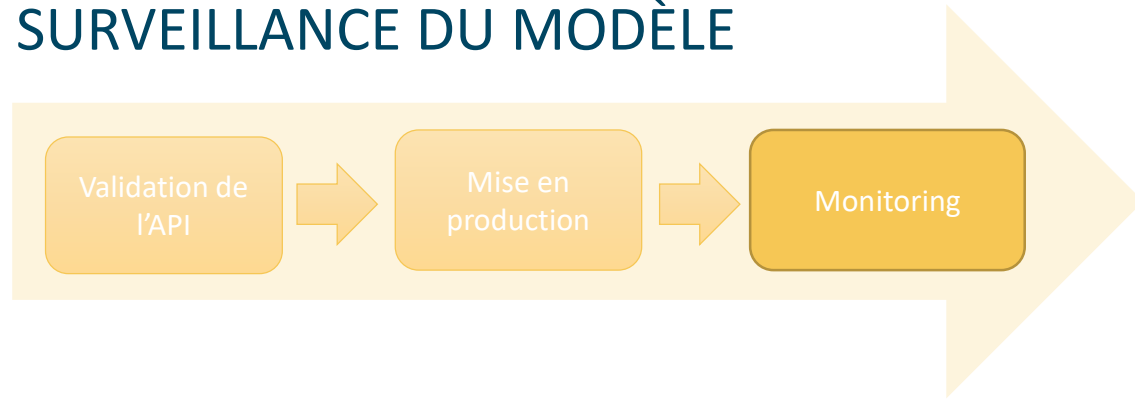 SURVEILLANCE DU MODÈLE
Validation de
l’API
Mise en
production
Monitoring